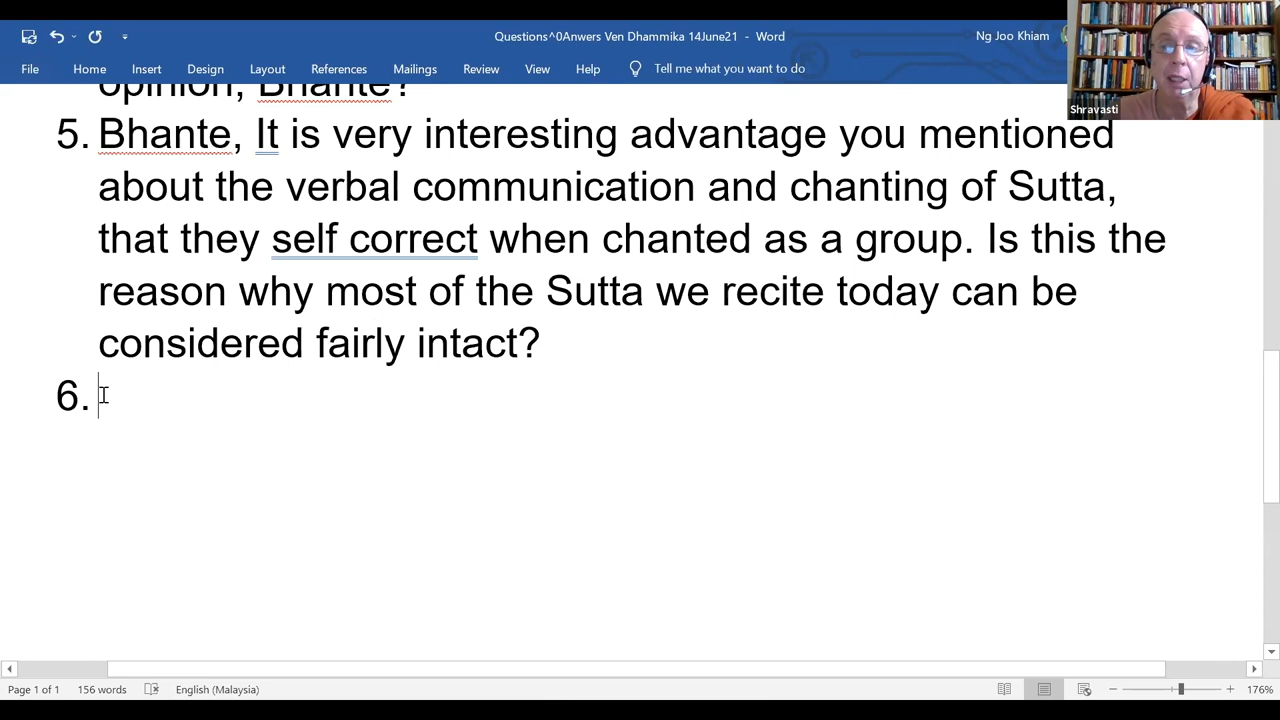 Questions^0Anwers Ven Dhammika 14June21 - Word
Ng Joo Khiam
File Home Insert Design Layout References Mailings Review View Help Tell me what you want to do
Shravasti
opinion, Bhante?
5. Bhante, It is very interesting advantage you mentioned
about the verbal communication and chanting of Sutta,
that they self correct when chanted as a group. Is this the
reason why most of the Sutta we recite today can be
considered fairly intact?
6.
Page 1 of 1 156 words English (Malaysia) 176%